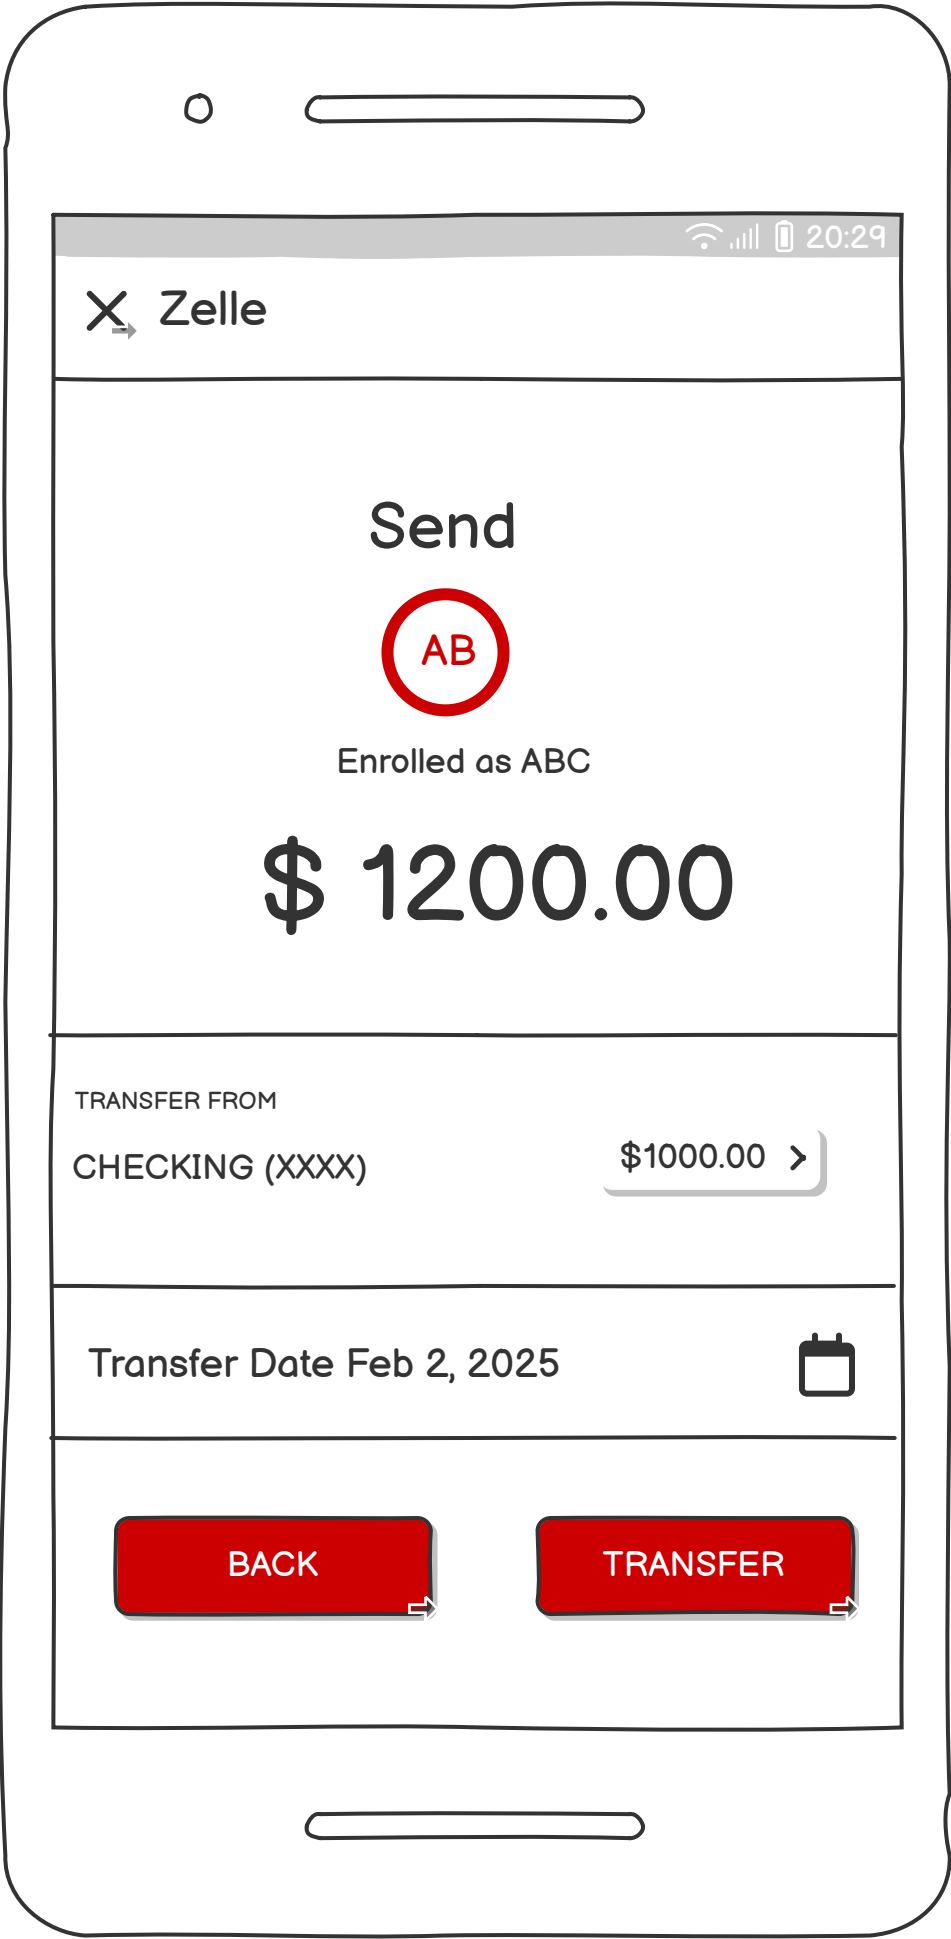 20:29
Zelle
Send
AB
Enrolled as ABC
$ 1200.00
TRANSFER FROM
CHECKING (XXXX)
$1000.00
Transfer Date Feb 2, 2025
BACK
TRANSFER